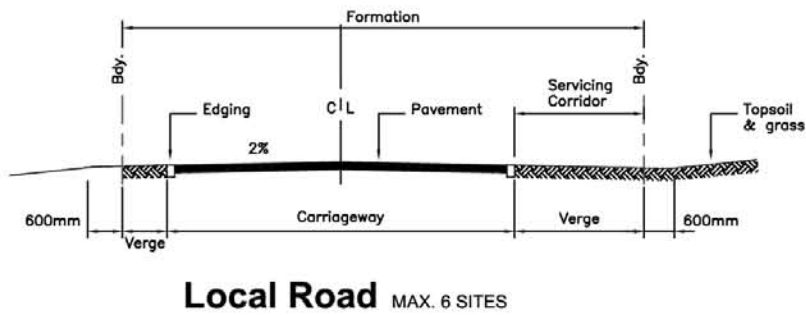 Formation
Bdy.
Bdy.
Servicing
Corridor
Edging
C L
Pavement
Topsoil
& grass
2%
600mm
Verge
Carriageway
Verge
600mm
Local Road MAX. 6 SITES